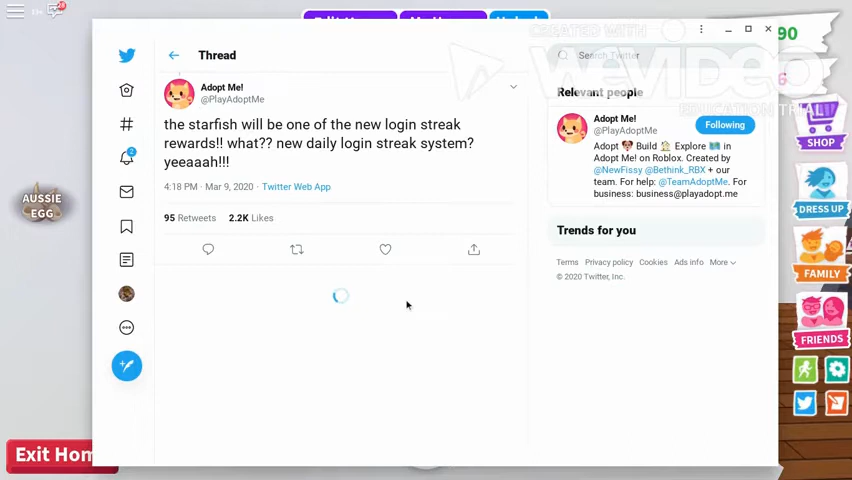 28
90
CREATED WITH
WeVideo
EDUCATION TRIAL
Thread
Search Twitter
Adopt Me!
@PlayAdoptMe
the starfish will be one of the new login streak
rewards!! what?? new daily login streak system?
yeeaaah!!!
4:18 PM · Mar 9, 2020 · Twitter Web App
95 Retweets 2.2K Likes
2
Relevant people
Adopt Me!
@PlayAdoptMe
Following
Adopt Build Explore in
Adopt Me! on Roblox. Created by
@NewFissy @Bethink_RBX + our
team. For help: @TeamAdoptMe. For
business: business@playadopt.me
Trends for you
Terms Privacy policy Cookies Ads info More
© 2020 Twitter, Inc.
AUSSIE
EGG
SHOP
DRESS UP
FAMILY
FRIENDS
Exit Hom